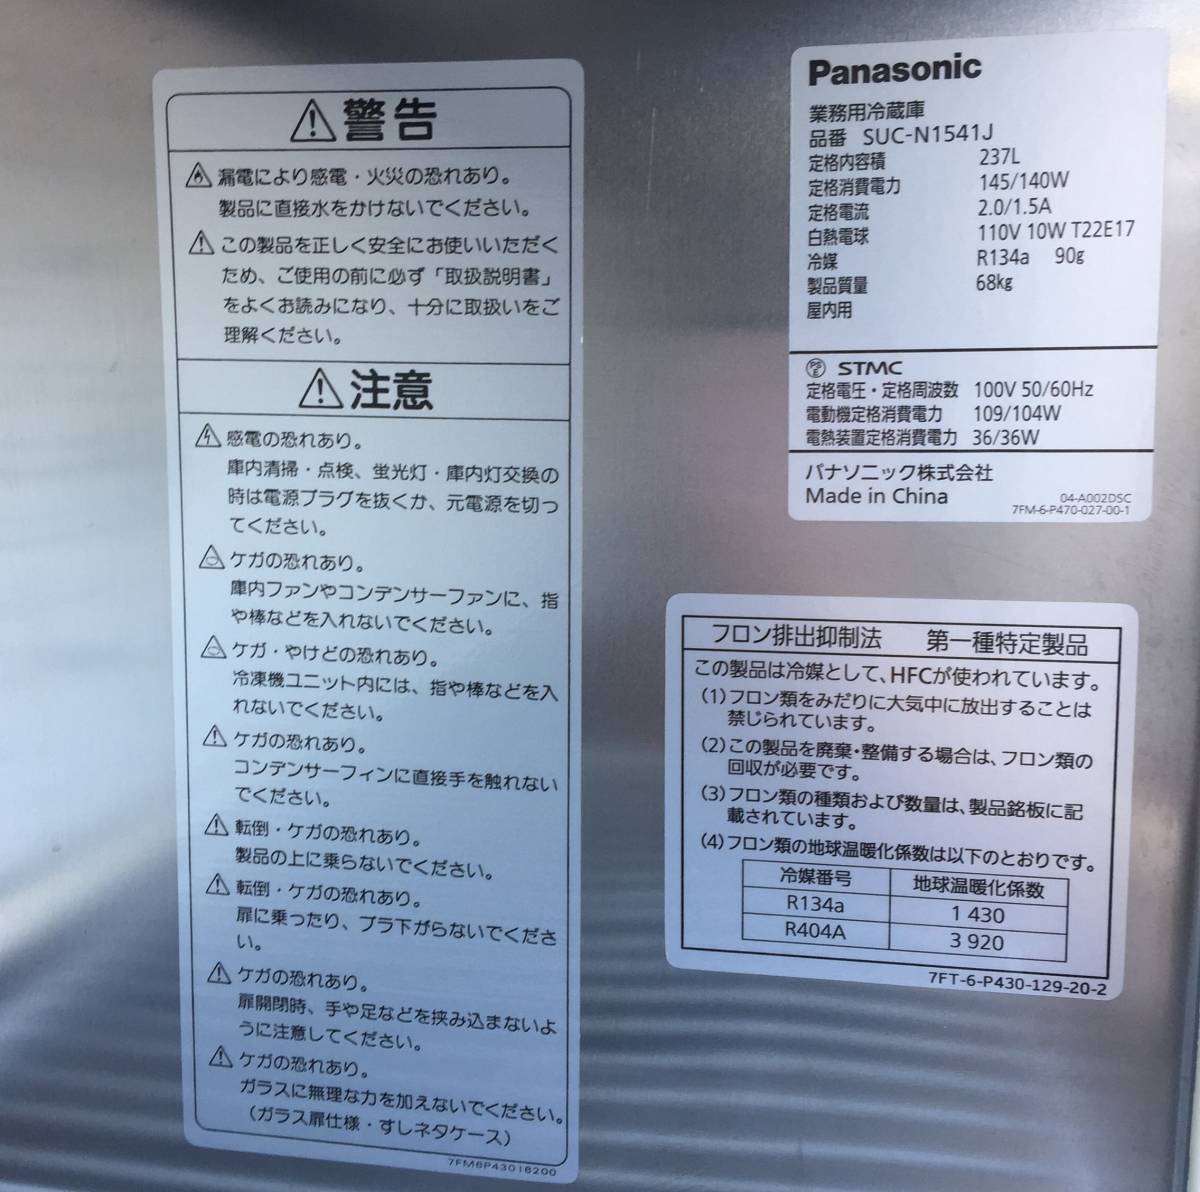 警告
漏電により感電・火災の恐れあり。
製品に直接水をかけないでください。
この製品を正しく安全にお使いいただく
ため、ご使用の前に必ず「取扱説明書」
をよくお読みになり、十分に取扱いをご
理解ください。
注意
感電の恐れあり。
庫内清掃・点検、蛍光灯・庫内灯交換の
時は電源プラグを抜くか、元電源を切っ
てください。
ケガの恐れあり。
庫内ファンやコンデンサーファンに、指
や棒などを入れないでください。
ケガ・やけどの恐れあり。
冷凍機ユニット内には、指や棒などを入
れないでください。
ケガの恐れあり。
コンデンサーフィンに直接手を触れない
でください。
転倒・ケガの恐れあり。
製品の上に乗らないでください。
転倒・ケガの恐れあり。
扉に乗ったり、ブラ下がらないでくださ
い。
ケガの恐れあり。
扉開閉時、手や足などを挟み込まないよ
うに注意してください。
ケガの恐れあり。
ガラスに無理な力を加えないでください。
（ガラス扉仕様・すしネタケース）
7FM6P43016200
Panasonic
業務用冷蔵庫
品番 SUC-N1541J
定格内容積 237L
定格消費電力 145/140W
定格電流 2.0/1.5A
白熱電球 110V 10W T22E17
冷媒 R134a 90g
製品質量 68kg
屋内用
PSE STMC
定格電圧・定格周波数 100V 50/60Hz
電動機定格消費電力 109/104W
電熱装置定格消費電力 36/36W
パナソニック株式会社
Made in China
04-A002DSC
7FM-6-P470-027-00-1
フロン排出抑制法 第一種特定製品
この製品は冷媒として、HFCが使われています。
(1)フロン類をみだりに大気中に放出することは
禁じられています。
(2)この製品を廃棄・整備する場合は、フロン類の
回収が必要です。
(3)フロン類の種類および数量は、製品銘板に記
載されています。
(4)フロン類の地球温暖化係数は以下のとおりです。
冷媒番号 地球温暖化係数
R134a 1 430
R404A 3 920
7FT-6-P430-129-20-2